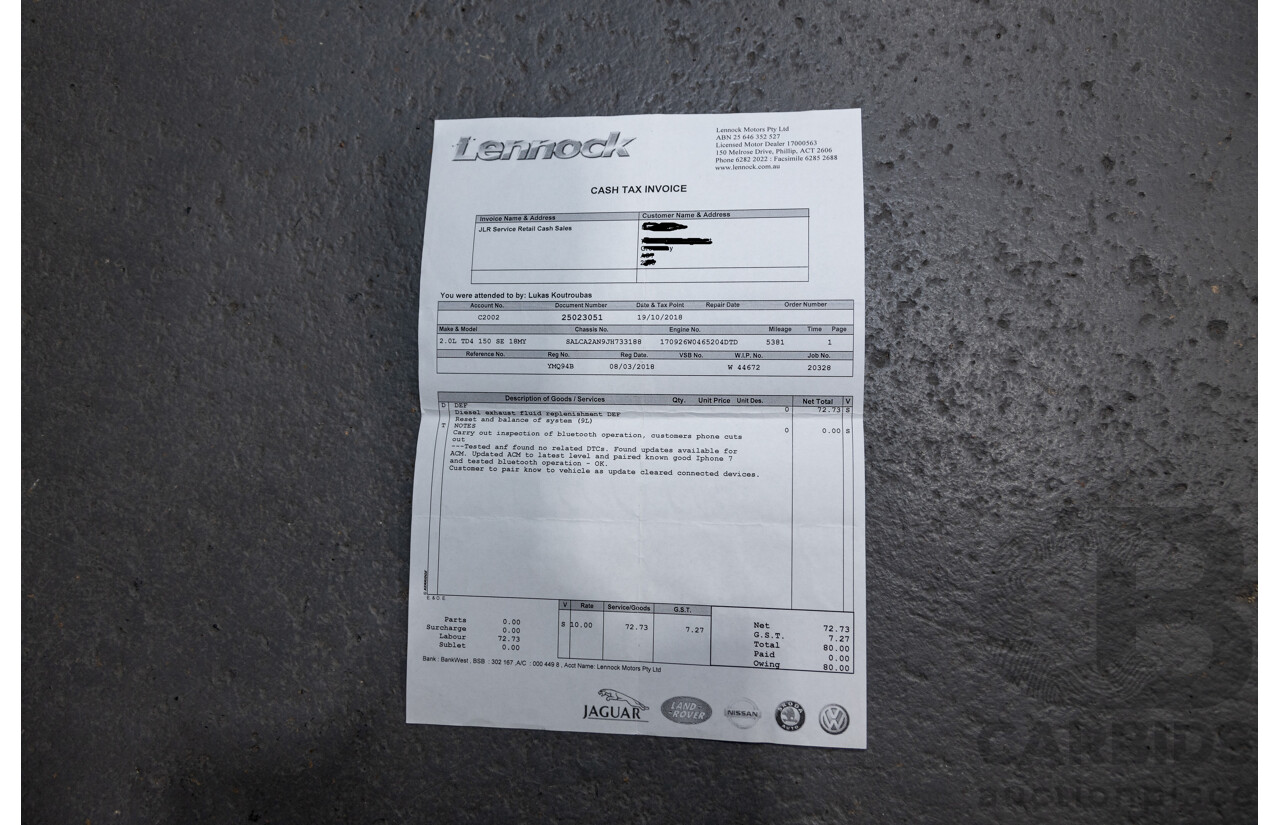 Lennock
Lennock Motors Pty Ltd
ABN 25 646 352 527
Licensed Motor Dealer 17000563
150 Melrose Drive, Phillip, ACT 2606
Phone 6282 2022 : Facsimile 6285 2688
www.lennock.com.au
CASH TAX INVOICE
Invoice Name & Address Customer Name & Address
JLR Service Retail Cash Sales
You were attended to by: Lukas Koutroubas
Account No. Document Number Date & Tax Point Repair Date Order Number
C2002 25023051 19/10/2018
Make & Model Chassis No. Engine No. Mileage Time Page
2.0L TD4 150 SE 18MY SALCA2AN9JH733188 170926W0465204DTD 5381 1
Reference No. Reg No. Reg Date. VSB No. W.I.P. No. Job No.
YMQ94B 08/03/2018 W 44672 20328
Description of Goods / Services Qty. Unit Price Unit Des. Net Total V
D DEF 0 72.73 S
Diesel exhaust fluid replenishment DEF
Reset and balance of system (9L)
T NOTES 0 0.00 S
Carry out inspection of bluetooth operation, customers phone cuts
out
---Tested anf found no related DTCs. Found updates available for
ACM. Updated ACM to latest level and paired known good Iphone 7
and tested bluetooth operation - OK.
Customer to pair know to vehicle as update cleared connected devices.
V Rate Service/Goods G.S.T.
S 10.00 72.73 7.27
Parts 0.00
Surcharge 0.00
Labour 72.73
Sublet 0.00
Net 72.73
G.S.T. 7.27
Total 80.00
Paid 0.00
Owing 80.00
Bank : BankWest , BSB : 302 167 ,A/C : 000 449 8 , Acct Name: Lennock Motors Pty Ltd
JAGUAR
LAND-
ROVER
NISSAN
SKODA
AUTO
CARBIDS
auctionplace